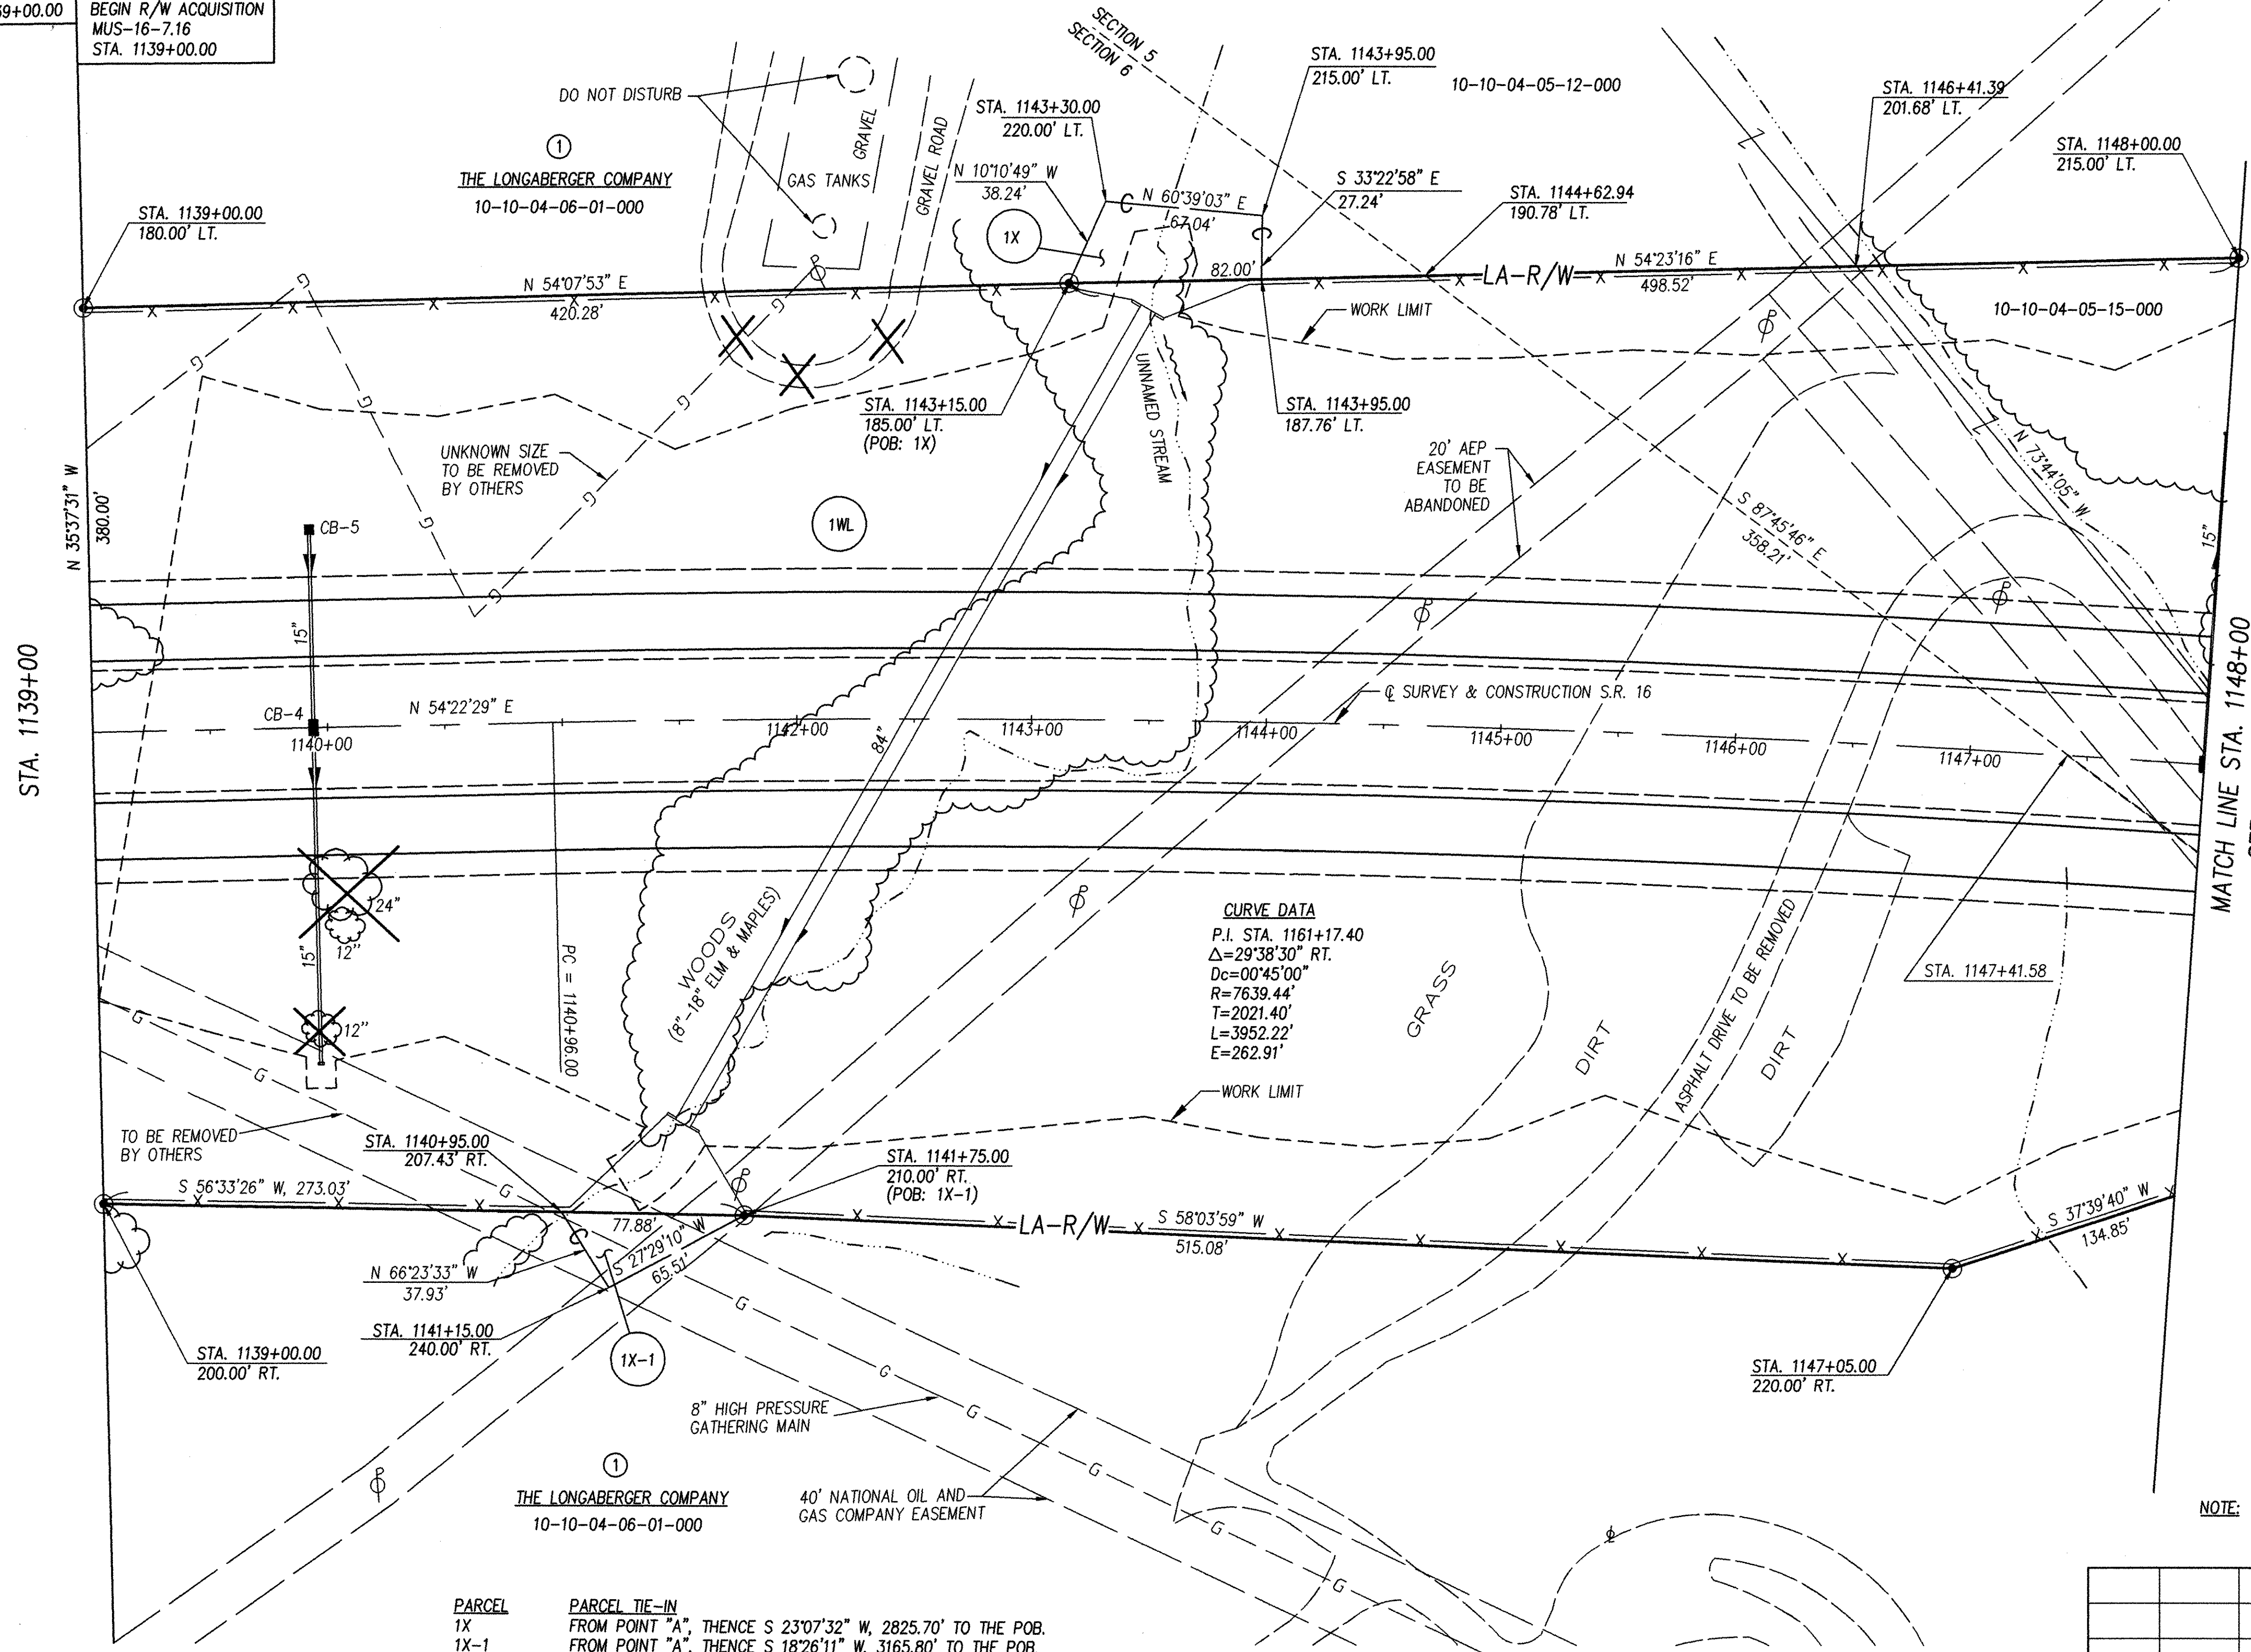 9+00.00
BEGIN R/W ACQUISITION
MUS-16-7.16
STA. 1139+00.00
DO NOT DISTURB
GRAVEL
GRAVEL ROAD
GAS TANKS
1
THE LONGABERGER COMPANY
10-10-04-06-01-000
SECTION 5
SECTION 6
STA. 1143+95.00
215.00' LT.
10-10-04-05-12-000
STA. 1143+30.00
220.00' LT.
N 10°10'49" W
38.24'
C N 60°39'03" E
67.04'
C
S 33°22'58" E
27.24'
STA. 1144+62.94
190.78' LT.
STA. 1146+41.39
201.68' LT.
STA. 1148+00.00
215.00' LT.
STA. 1139+00.00
180.00' LT.
1X
N 54°07'53" E
420.28'
82.00'
LA-R/W
N 54°23'16" E
498.52'
WORK LIMIT
10-10-04-05-15-000
STA. 1143+15.00
185.00' LT.
(POB: 1X)
UNNAMED STREAM
STA. 1143+95.00
187.76' LT.
UNKNOWN SIZE
TO BE REMOVED
BY OTHERS
20' AEP
EASEMENT
TO BE
ABANDONED
N 73°44'05" W
S 87°45'46" E
358.21'
15"
N 35°37'31" W
380.00'
1WL
CB-5
15"
STA. 1139+00
MATCH LINE STA. 1148+00
CB-4
N 54°22'29" E
℄ SURVEY & CONSTRUCTION S.R. 16
1140+00
1142+00
1143+00
1144+00
1145+00
1146+00
1147+00
84"
24"
12"
15"
12"
PC = 1140+96.00
WOODS
(8"-18" ELM & MAPLES)
CURVE DATA
P.I. STA. 1161+17.40
Δ=29°38'30" RT.
Dc=00°45'00"
R=7639.44'
T=2021.40'
L=3952.22'
E=262.91'
GRASS
DIRT
ASPHALT DRIVE TO BE REMOVED
DIRT
STA. 1147+41.58
WORK LIMIT
TO BE REMOVED
BY OTHERS
STA. 1140+95.00
207.43' RT.
STA. 1141+75.00
210.00' RT.
(POB: 1X-1)
S 56°33'26" W, 273.03'
77.88'
C
S 27°29'10" W
65.51'
LA-R/W
S 58°03'59" W
515.08'
S 37°39'40" W
134.85'
N 66°23'33" W
37.93'
STA. 1141+15.00
240.00' RT.
STA. 1139+00.00
200.00' RT.
1X-1
STA. 1147+05.00
220.00' RT.
8" HIGH PRESSURE
GATHERING MAIN
1
THE LONGABERGER COMPANY
10-10-04-06-01-000
40' NATIONAL OIL AND
GAS COMPANY EASEMENT
NOTE:
PARCEL PARCEL TIE-IN
1X FROM POINT "A", THENCE S 23°07'32" W, 2825.70' TO THE POB.
1X-1 FROM POINT "A", THENCE S 18°26'11" W, 3165.80' TO THE POB